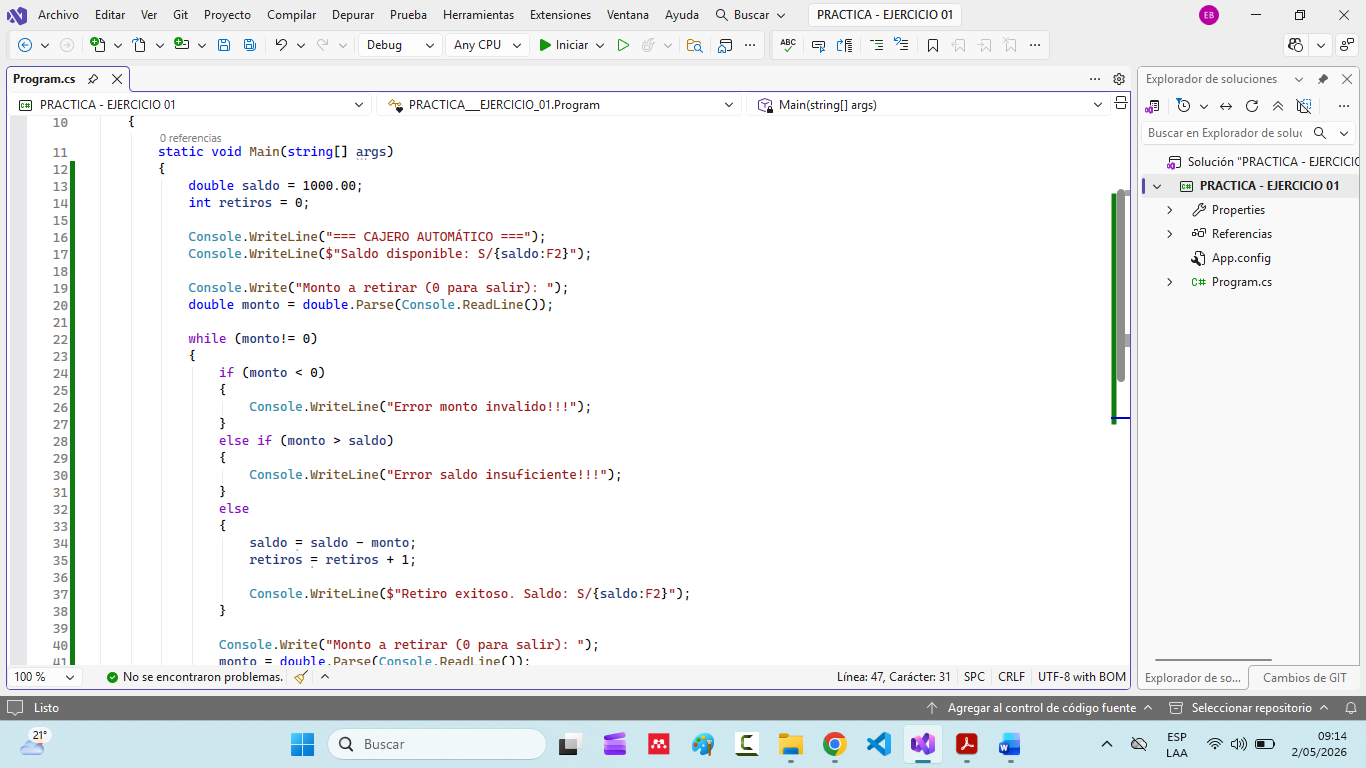 Archivo Editar Ver Git Proyecto Compilar Depurar Prueba Herramientas Extensiones Ventana Ayuda Buscar PRACTICA - EJERCICIO 01 EB
Debug Any CPU Iniciar
Program.cs
PRACTICA - EJERCICIO 01 PRACTICA___EJERCICIO_01.Program Main(string[] args)
10 {
0 referencias
11 static void Main(string[] args)
12 {
13 double saldo = 1000.00;
14 int retiros = 0;
15
16 Console.WriteLine("=== CAJERO AUTOMÁTICO ===");
17 Console.WriteLine($"Saldo disponible: S/{saldo:F2}");
18
19 Console.Write("Monto a retirar (0 para salir): ");
20 double monto = double.Parse(Console.ReadLine());
21
22 while (monto!= 0)
23 {
24 if (monto < 0)
25 {
26 Console.WriteLine("Error monto invalido!!!");
27 }
28 else if (monto > saldo)
29 {
30 Console.WriteLine("Error saldo insuficiente!!!");
31 }
32 else
33 {
34 saldo = saldo - monto;
35 retiros = retiros + 1;
36
37 Console.WriteLine($"Retiro exitoso. Saldo: S/{saldo:F2}");
38 }
39
40 Console.Write("Monto a retirar (0 para salir): ");
41 monto = double.Parse(Console.ReadLine());
100 % No se encontraron problemas. Línea: 47, Carácter: 31 SPC CRLF UTF-8 with BOM
Explorador de soluciones
Buscar en Explorador de soluc
Solución "PRACTICA - EJERCICIO
PRACTICA - EJERCICIO 01
Properties
Referencias
App.config
C# Program.cs
Explorador de so... Cambios de GIT
Listo Agregar al control de código fuente Seleccionar repositorio
21° Buscar ESP LAA 09:14 2/05/2026